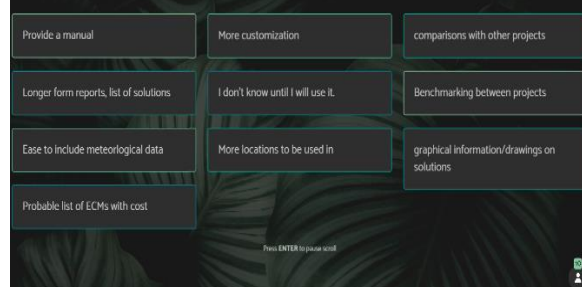 Provide a manual
More customization
comparisons with other projects
Longer form reports, list of solutions
I don't know until I will use it.
Benchmarking between projects
Ease to include meteorlogical data
More locations to be used in
graphical information/drawings on
solutions
Probable list of ECMs with cost
Press ENTER to pause scroll
10